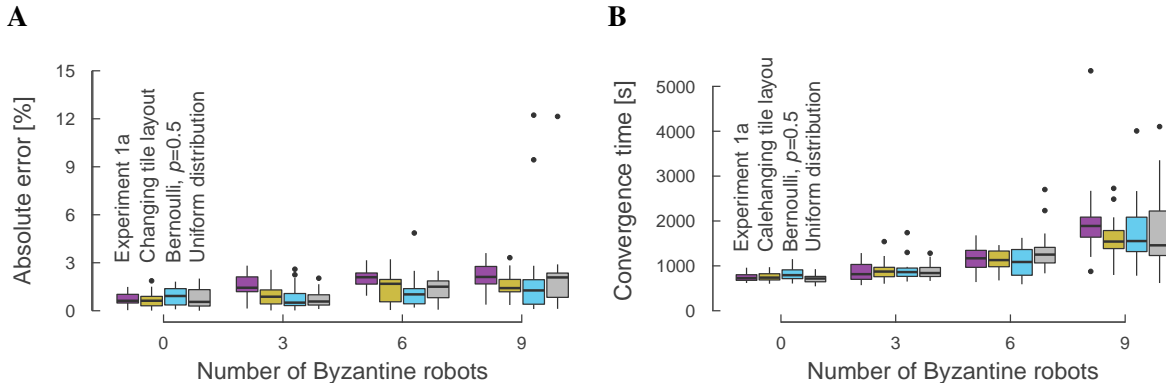 A
Absolute error [%]
15
12
9
6
3
0
Experiment 1a
Changing tile layout
Bernoulli, p=0.5
Uniform distribution
0 3 6 9
Number of Byzantine robots
B
Convergence time [s]
5000
4000
3000
2000
1000
0
Experiment 1a
Calehanging tile layou
Bernoulli, p=0.5
Uniform distribution
0 3 6 9
Number of Byzantine robots